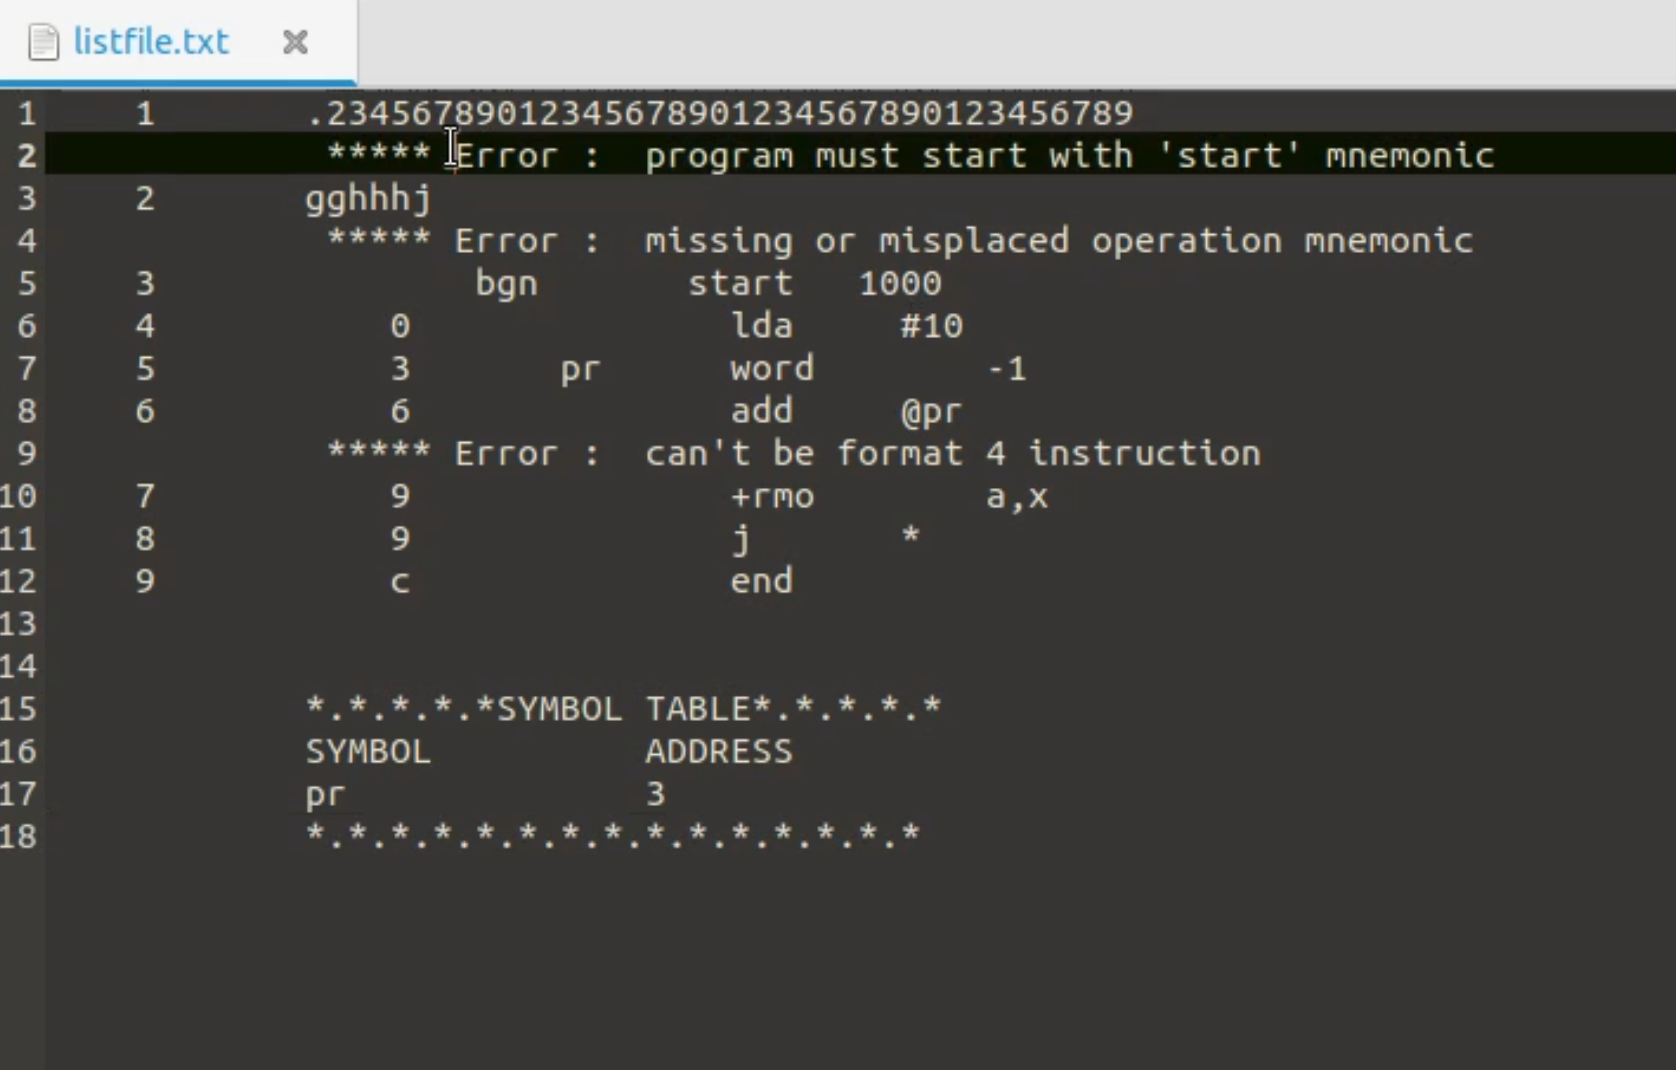 listfile.txt
1 1 .23456789012345678901234567890123456789
2 ***** Error : program must start with 'start' mnemonic
3 2 gghhhj
4 ***** Error : missing or misplaced operation mnemonic
5 3 bgn start 1000
6 4 0 lda #10
7 5 3 pr word -1
8 6 6 add @pr
9 ***** Error : can't be format 4 instruction
10 7 9 +rmo a,x
11 8 9 j *
12 9 c end
13
14
15 *.*.*.*.*SYMBOL TABLE*.*.*.*.*
16 SYMBOL ADDRESS
17 pr 3
18 *.*.*.*.*.*.*.*.*.*.*.*.*.*.*